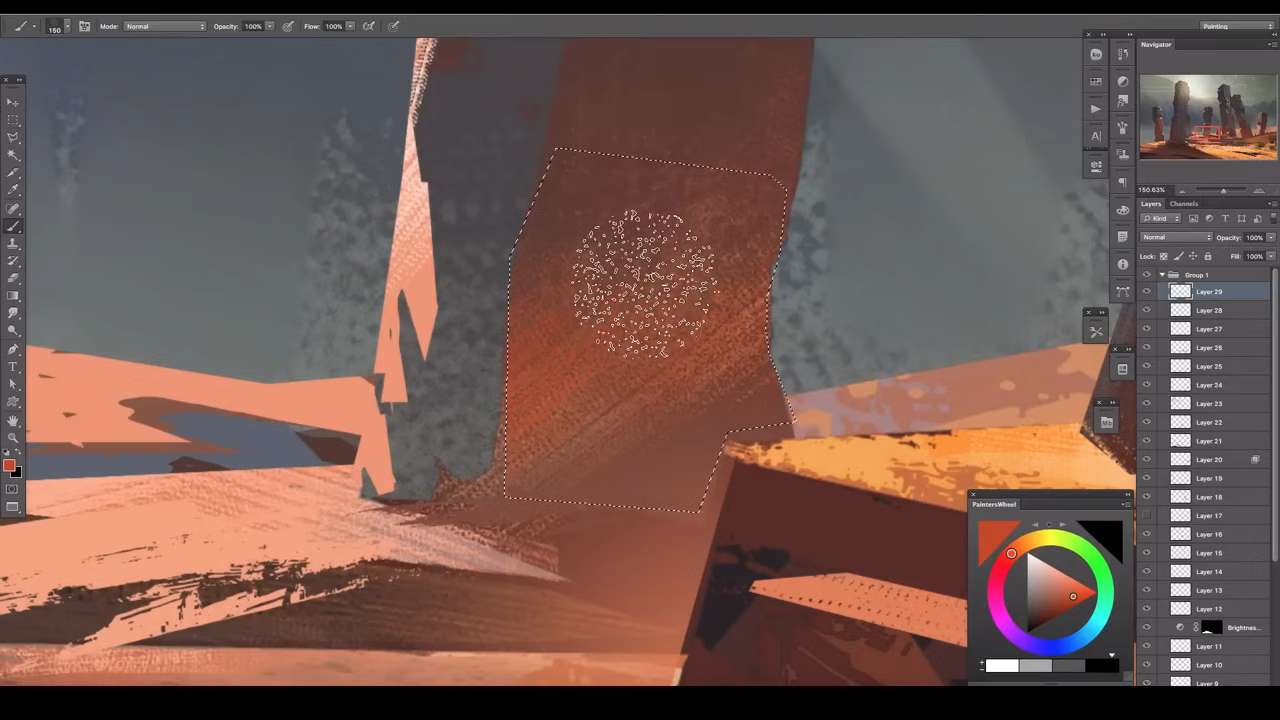 150
Mode:
Normal
Opacity: 100%
Flow: 100%
Painting
Navigator
150.63%
Layers Channels
Kind
Normal
Opacity: 100%
Lock:
Fill: 100%
Group 1
Layer 29
Layer 28
Layer 27
Layer 26
Layer 25
Layer 24
Layer 23
Layer 22
Layer 21
Layer 20
Layer 19
Layer 18
Layer 17
Layer 16
Layer 15
Layer 14
Layer 13
Layer 12
Brightnes...
Layer 11
Layer 10
Layer 9
PaintersWheel